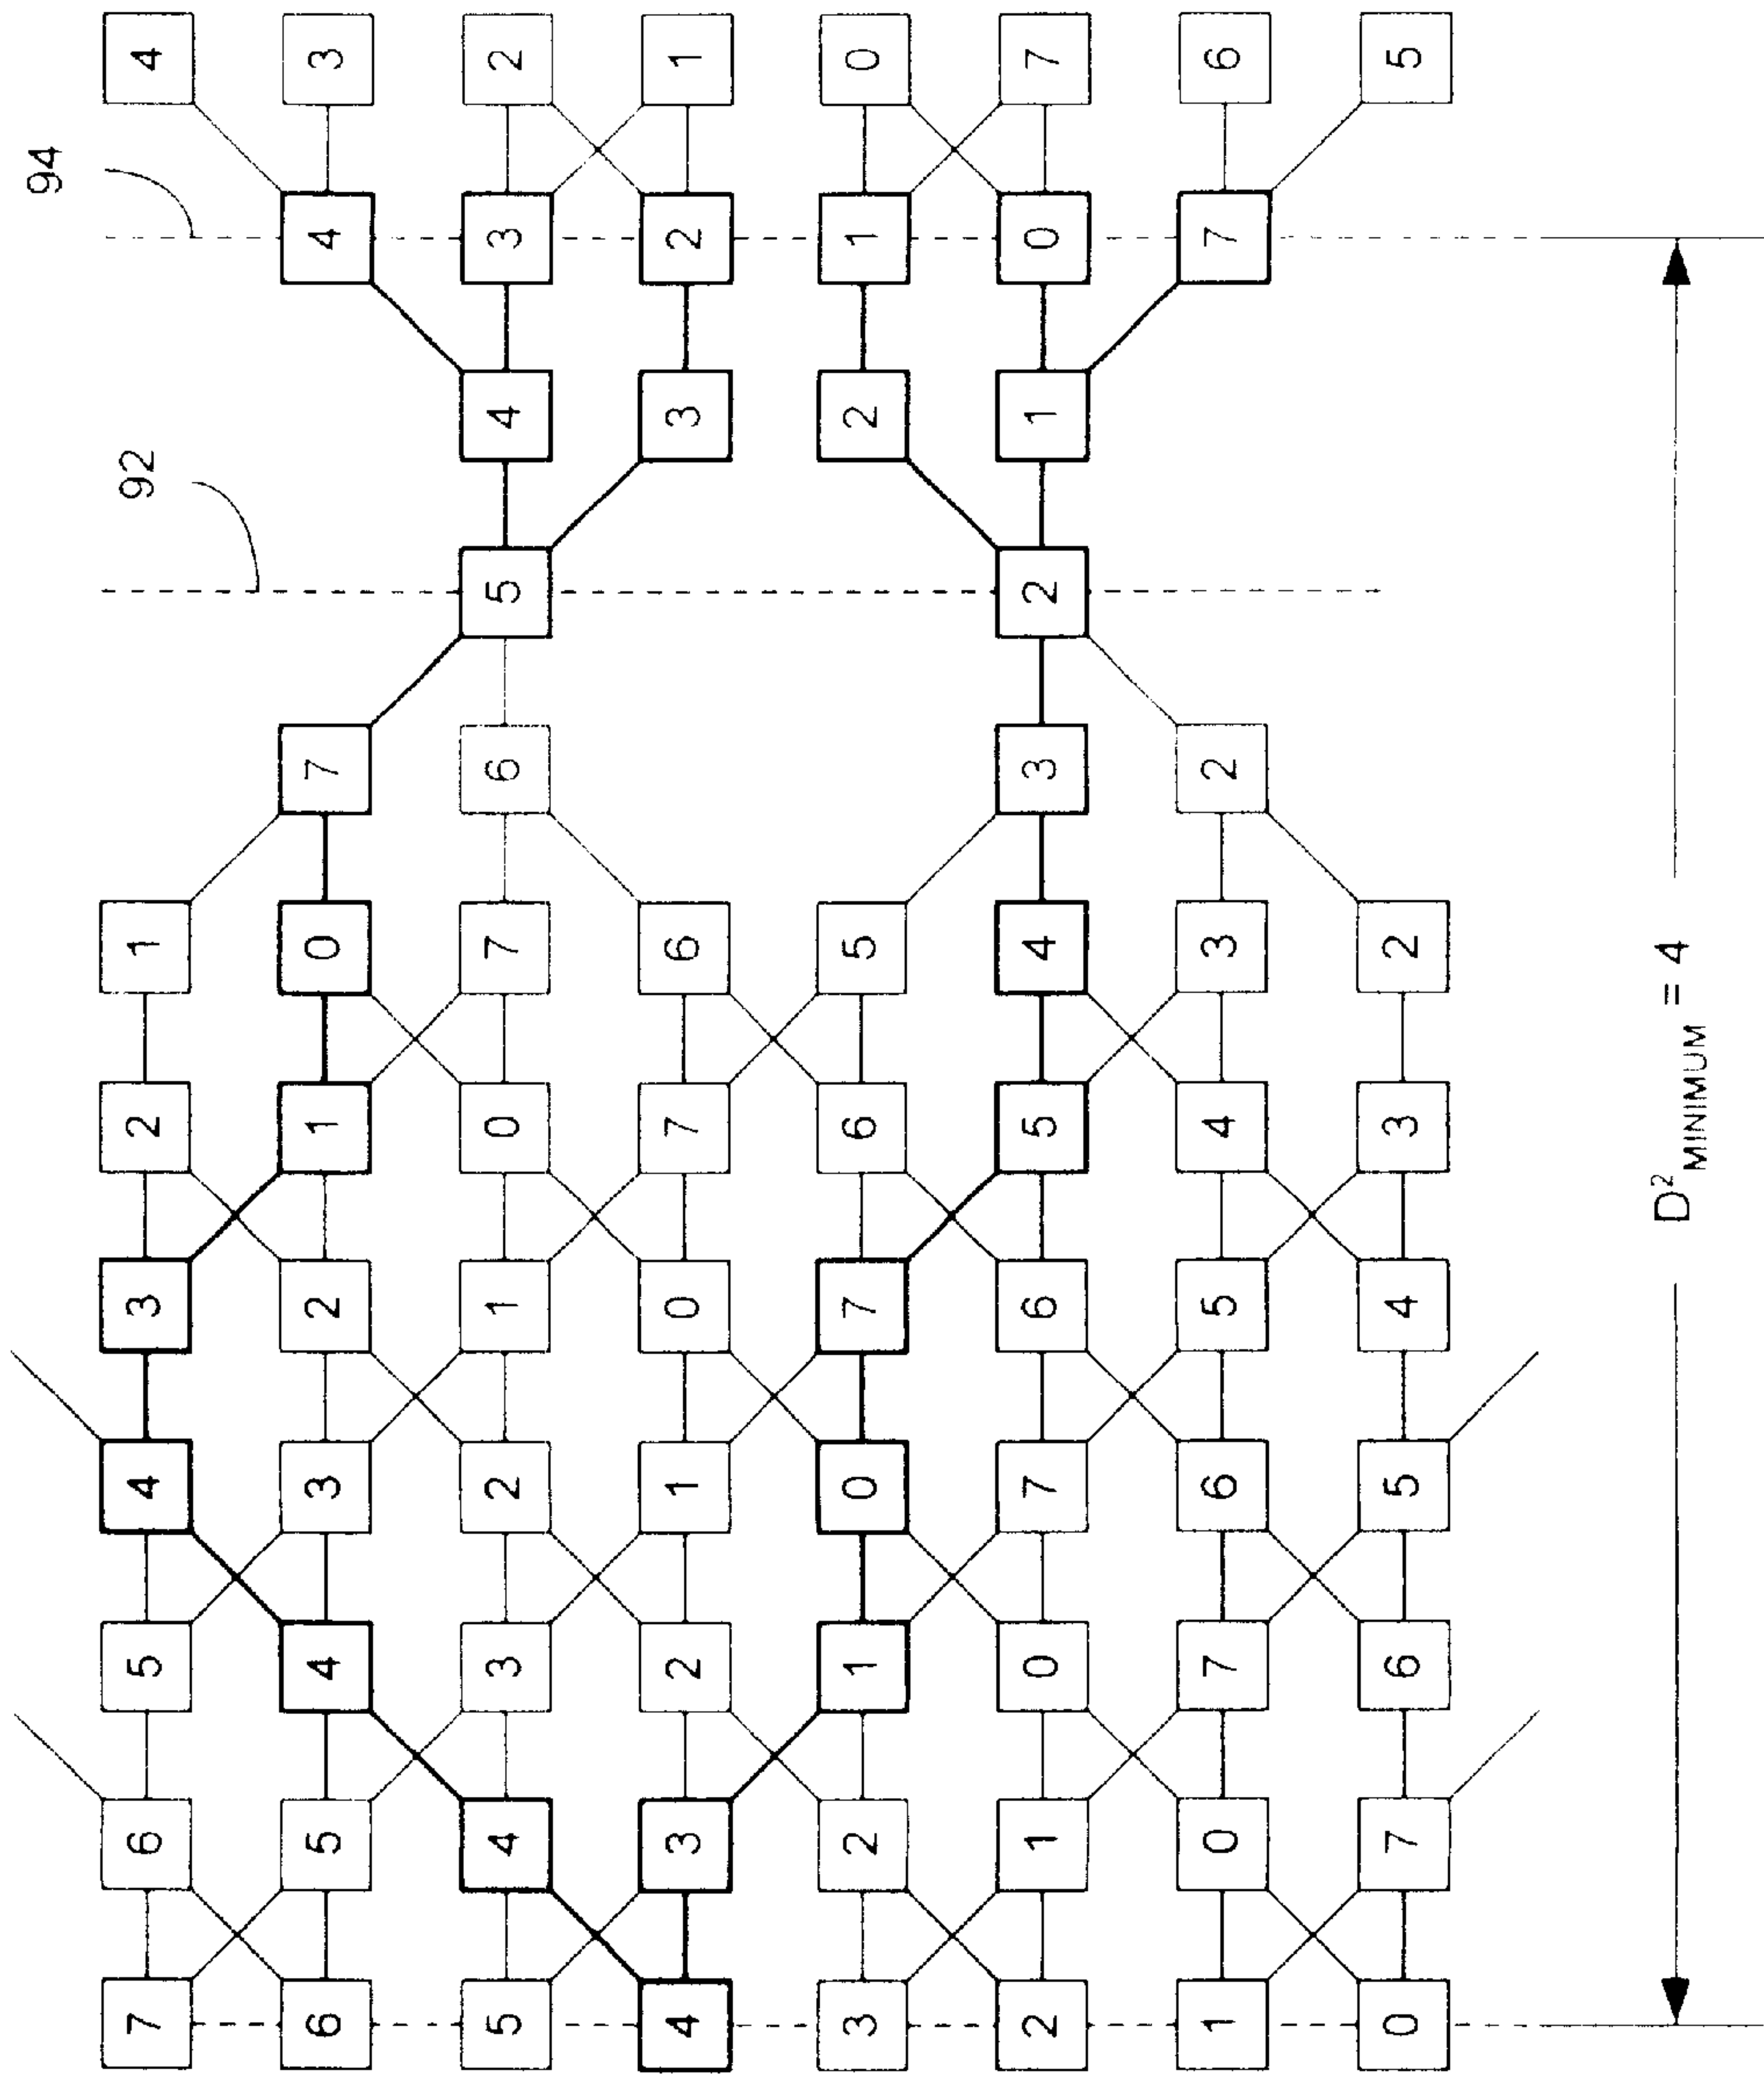 94
92
7 6 5 4 3 2 1 4
6 5 4 3 2 1 0 7 4 3
5 4 3 2 1 0 7 6 5 4 3 2
4 3 2 1 0 7 6 3 2 1
3 2 1 0 7 6 5 2 1 0
2 1 0 7 6 5 4 3 2 1 0 7
1 0 7 6 5 4 3 2 7 6
0 7 6 5 4 3 2 5
D² MINIMUM = 4